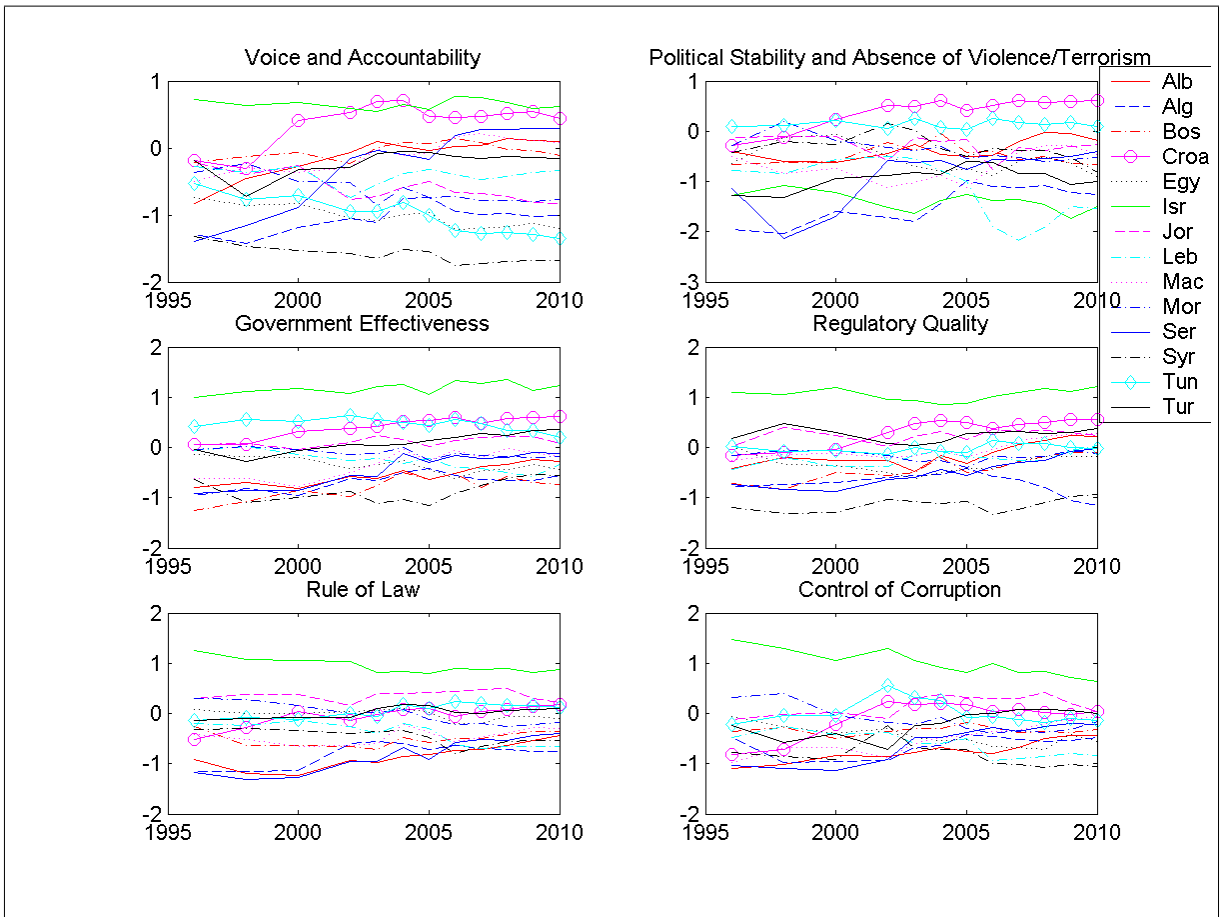 Voice and Accountability
1
0
-1
-2
1995
2000
2005
2010
Political Stability and Absence of Violence/Terrorism
1
0
-1
-2
-3
1995
2000
2005
2010
Alb
Alg
Bos
Croa
Egy
Isr
Jor
Leb
Mac
Mor
Ser
Syr
Tun
Tur
Government Effectiveness
2
1
0
-1
-2
1995
2000
2005
2010
Regulatory Quality
2
1
0
-1
-2
1995
2000
2005
2010
Rule of Law
2
1
0
-1
-2
1995
2000
2005
2010
Control of Corruption
2
1
0
-1
-2
1995
2000
2005
2010